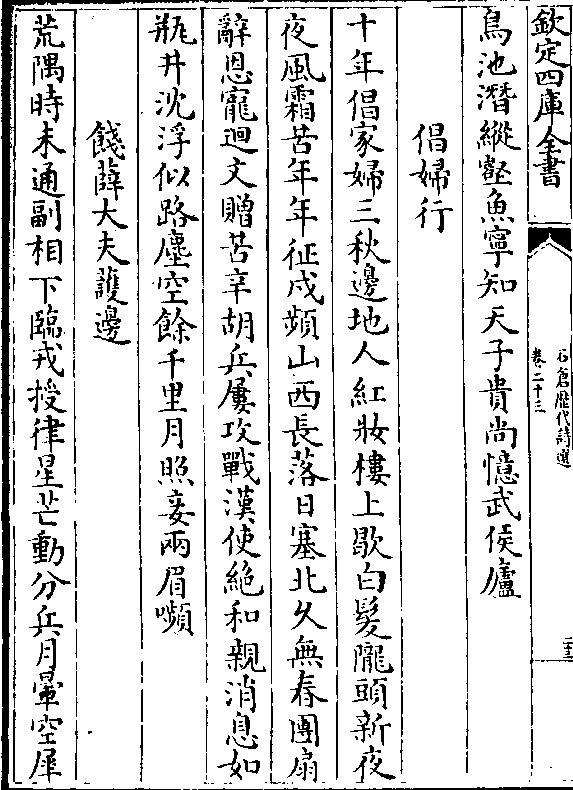 欽定四庫全書
石倉歴代詩選
卷二十三
二十三
鳥池潛縱壑魚寧知天子貴尚憶武侯廬
倡婦行
十年倡家婦三秋邊地人紅妝樓上歇白髮隴頭新夜
夜風霜苦年年征戍頻山西長落日塞北久無春團扇
辭恩寵迴文贈苦辛胡兵屢攻戰漢使絶和親消息如
瓶井沈浮似路塵空餘千里月照妾兩眉嚬
餞薛大夫䕶邊
荒隅時未通副相下臨戎授律星芒動分兵月暈空犀